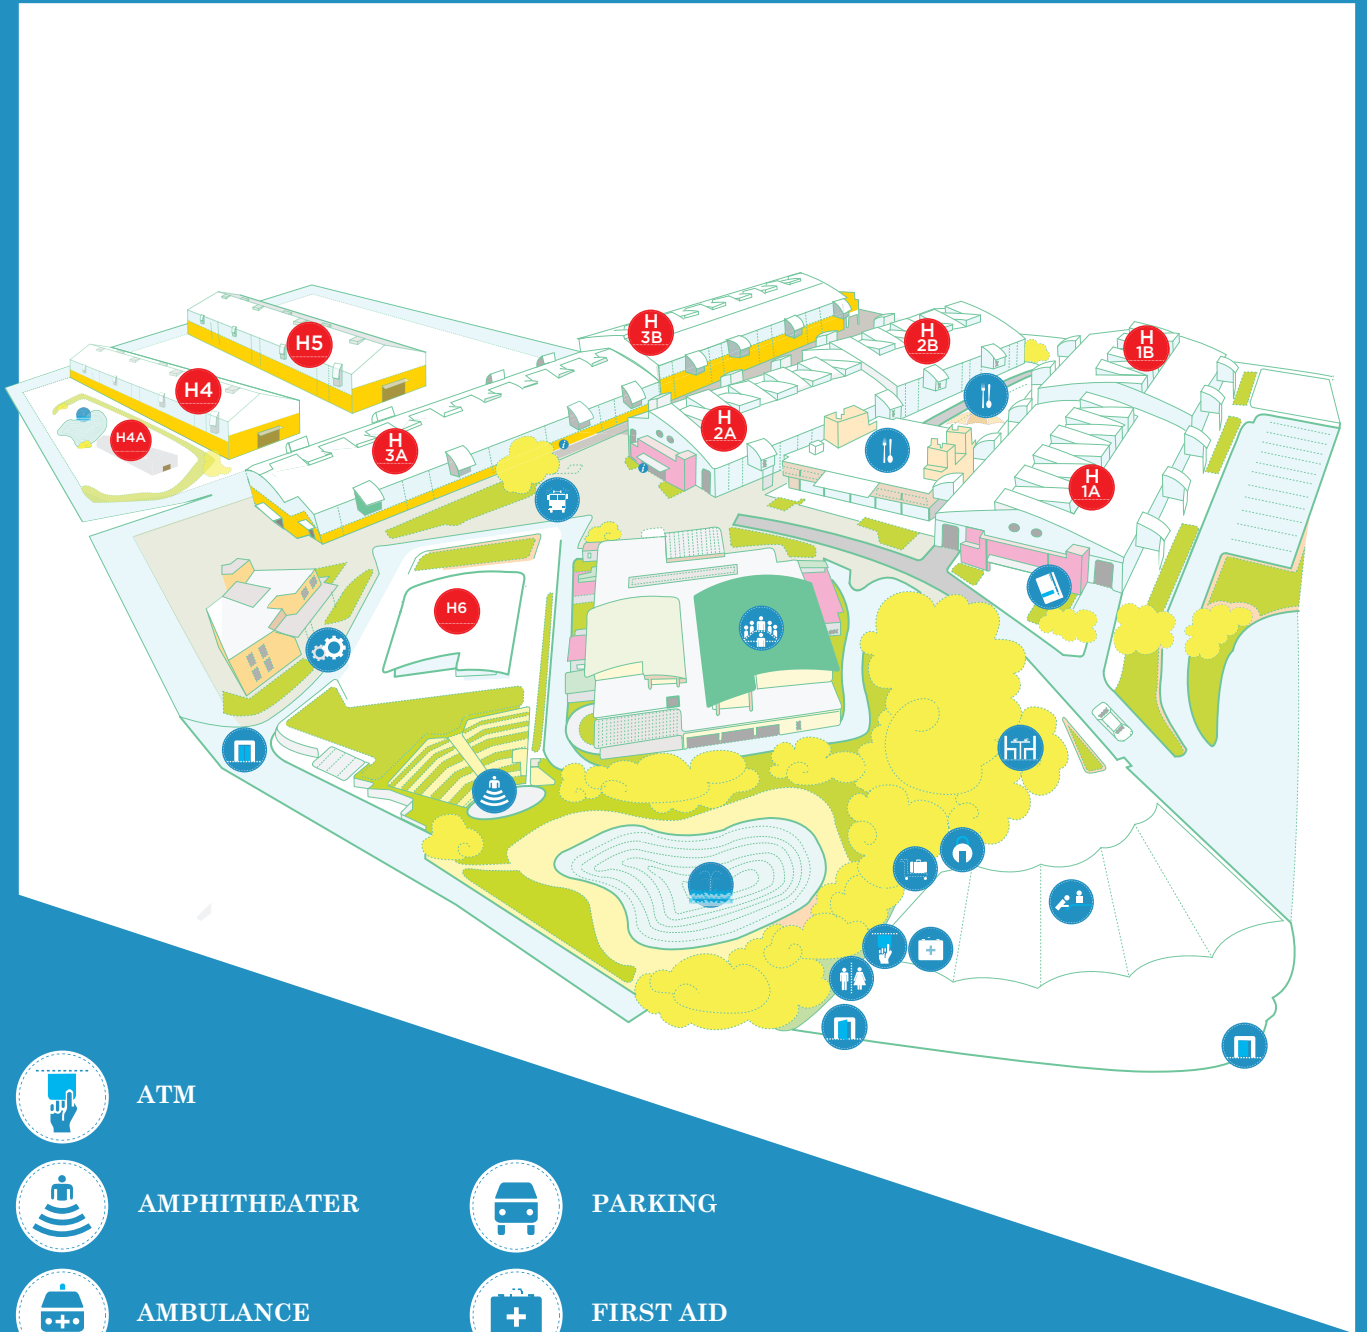 H
3B
H
2B
H
1B
H5
H4
H
2A
H4A
H
3A
i
i
H
1A
H6
ATM
AMPHITHEATER
PARKING
AMBULANCE
FIRST AID